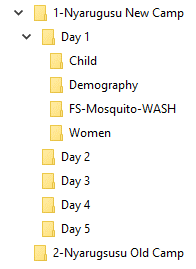 1-Nyarugusu New Camp
Day 1
Child
Demography
FS-Mosquito-WASH
Women
Day 2
Day 3
Day 4
Day 5
2-Nyarugsusu Old Camp